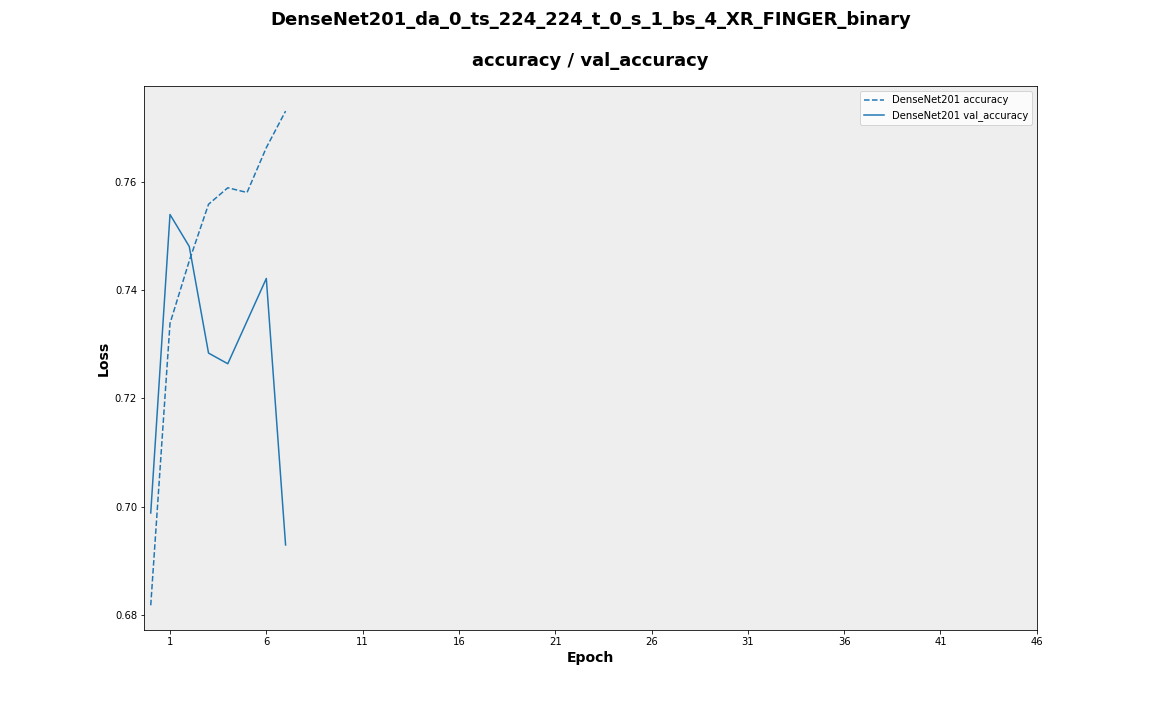 DenseNet201_da_0_ts_224_224_t_0_s_1_bs_4_XR_FINGER_binary
accuracy / val_accuracy
DenseNet201 accuracy
DenseNet201 val_accuracy
0.76
0.74
0.72
0.70
0.68
Loss
1 6 11 16 21 26 31 36 41 46
Epoch